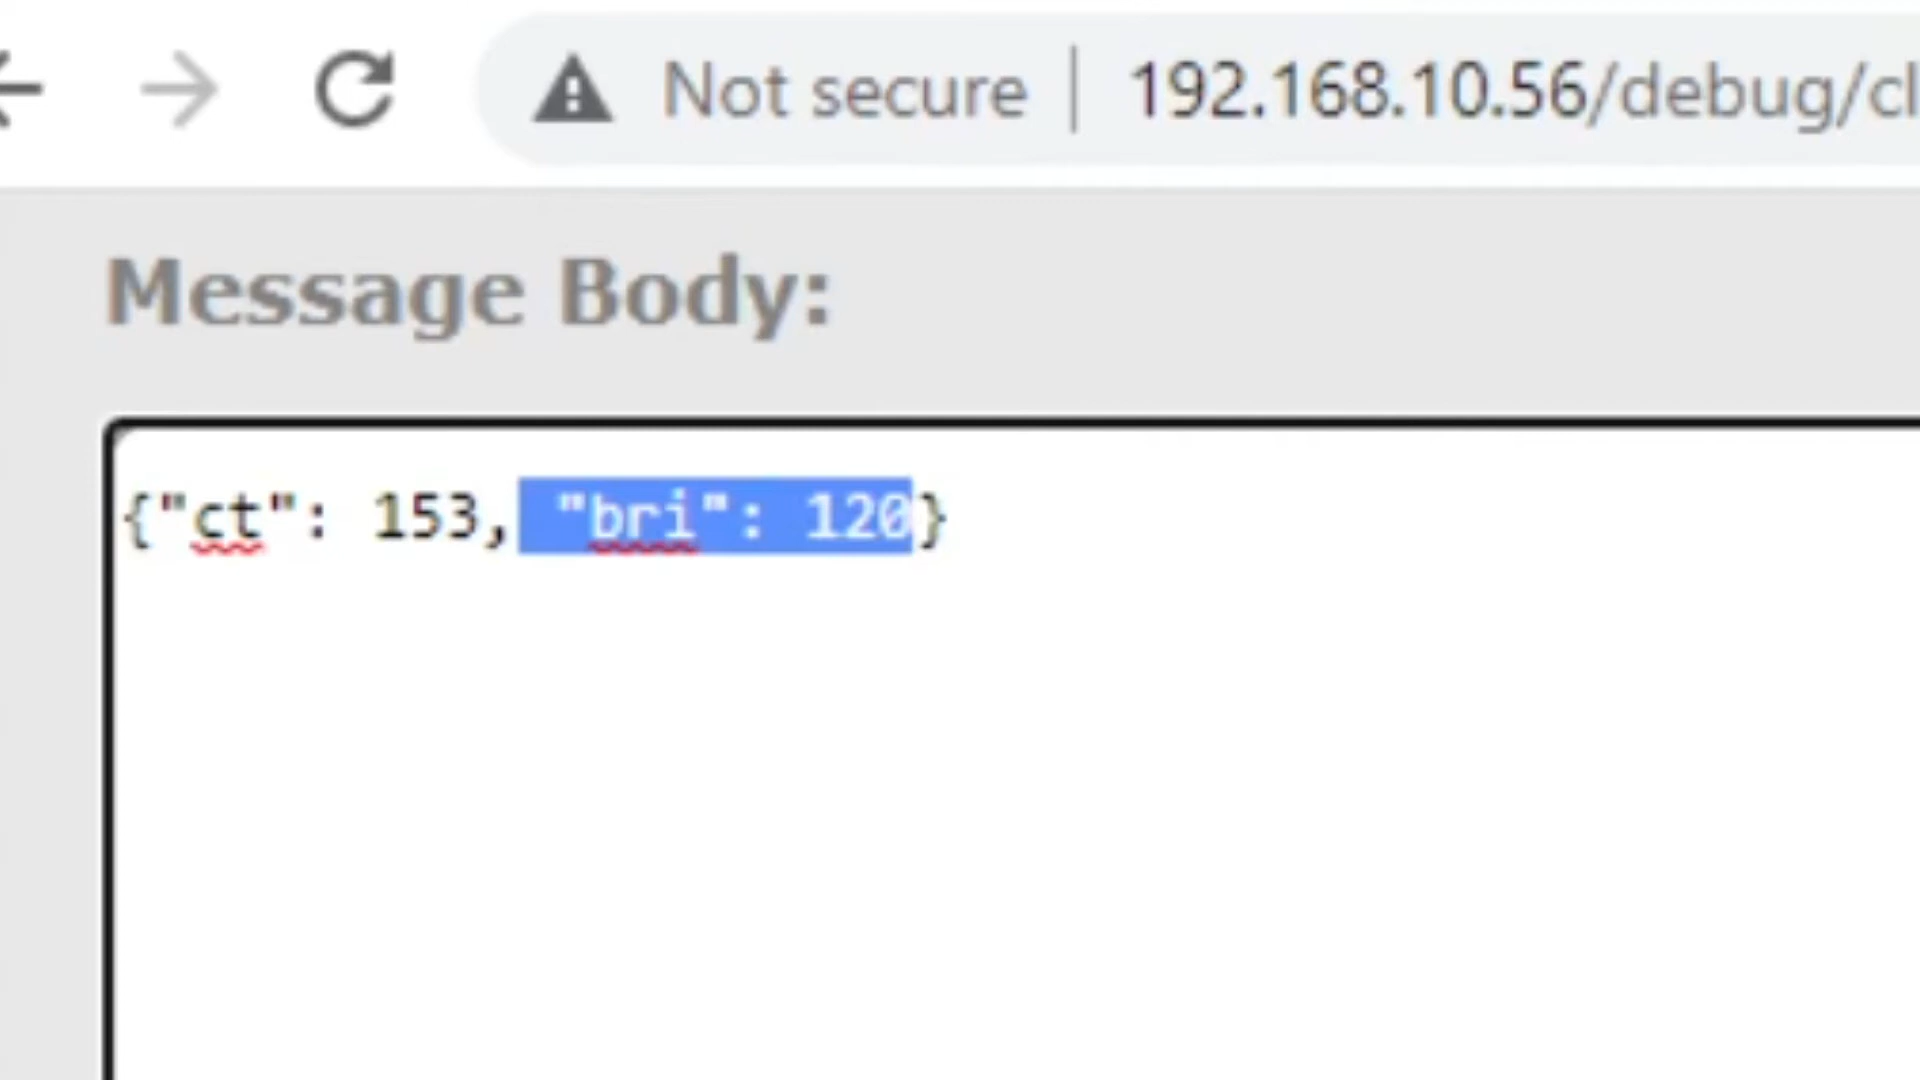 Not secure | 192.168.10.56/debug/cl
Message Body:
{"ct": 153, "bri": 120}